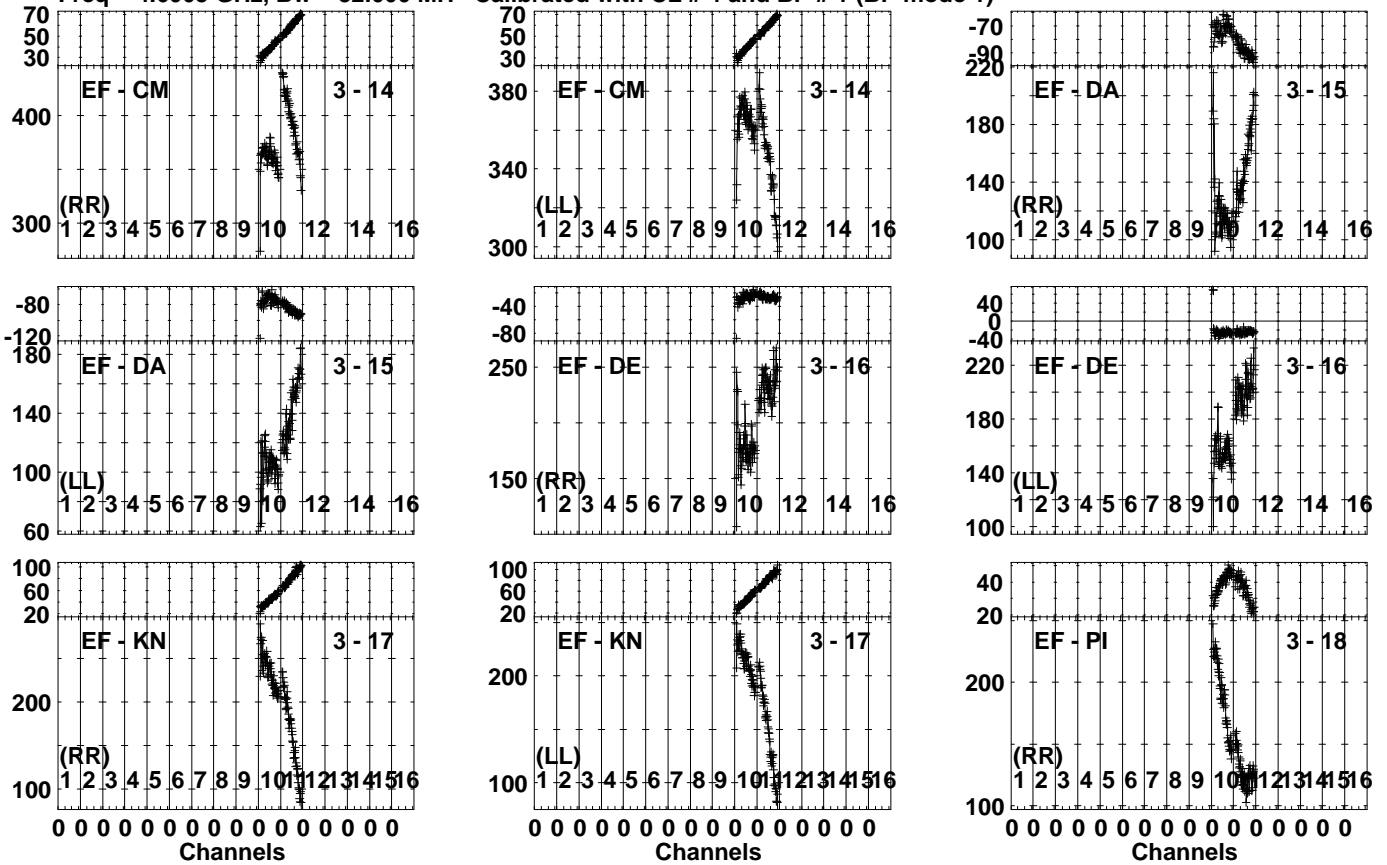 70 70 -70
50 50
30 30 -90
EF - CM 3 - 14 EF - CM 3 - 14 220 EF - DA 3 - 15
400 380 180
340 140
(RR) (LL) (RR)
300 300 100
1 2 3 4 5 6 7 8 9 10 12 14 16 1 2 3 4 5 6 7 8 9 10 12 14 16 1 2 3 4 5 6 7 8 9 10 12 14 16
-80 -40 40
0
-120 -80 -40
180 EF - DA 3 - 15 250 EF - DE 3 - 16 220 EF - DE 3 - 16
140 180
100 150 140
(LL) (RR) (LL)
1 2 3 4 5 6 7 8 9 10 12 14 16 1 2 3 4 5 6 7 8 9 10 12 14 16 1 2 3 4 5 6 7 8 9 10 12 14 16
60 100
100 100 40
60 60
20 20 20
EF - KN 3 - 17 EF - KN 3 - 17 EF - PI 3 - 18
200 200 200
(RR) (LL) (RR)
1 2 3 4 5 6 7 8 9 10 11 12 13 14 15 16 1 2 3 4 5 6 7 8 9 10 11 12 13 14 15 16 1 2 3 4 5 6 7 8 9 10 11 12 13 14 15 16
100 100 100
0 0 0 0 0 0 0 0 0 0 0 0 0 0 0 0 0 0 0 0 0 0 0 0 0 0 0 0 0 0 0 0 0 0 0 0 0 0 0 0 0 0 0 0 0 0 0 0
Channels Channels Channels